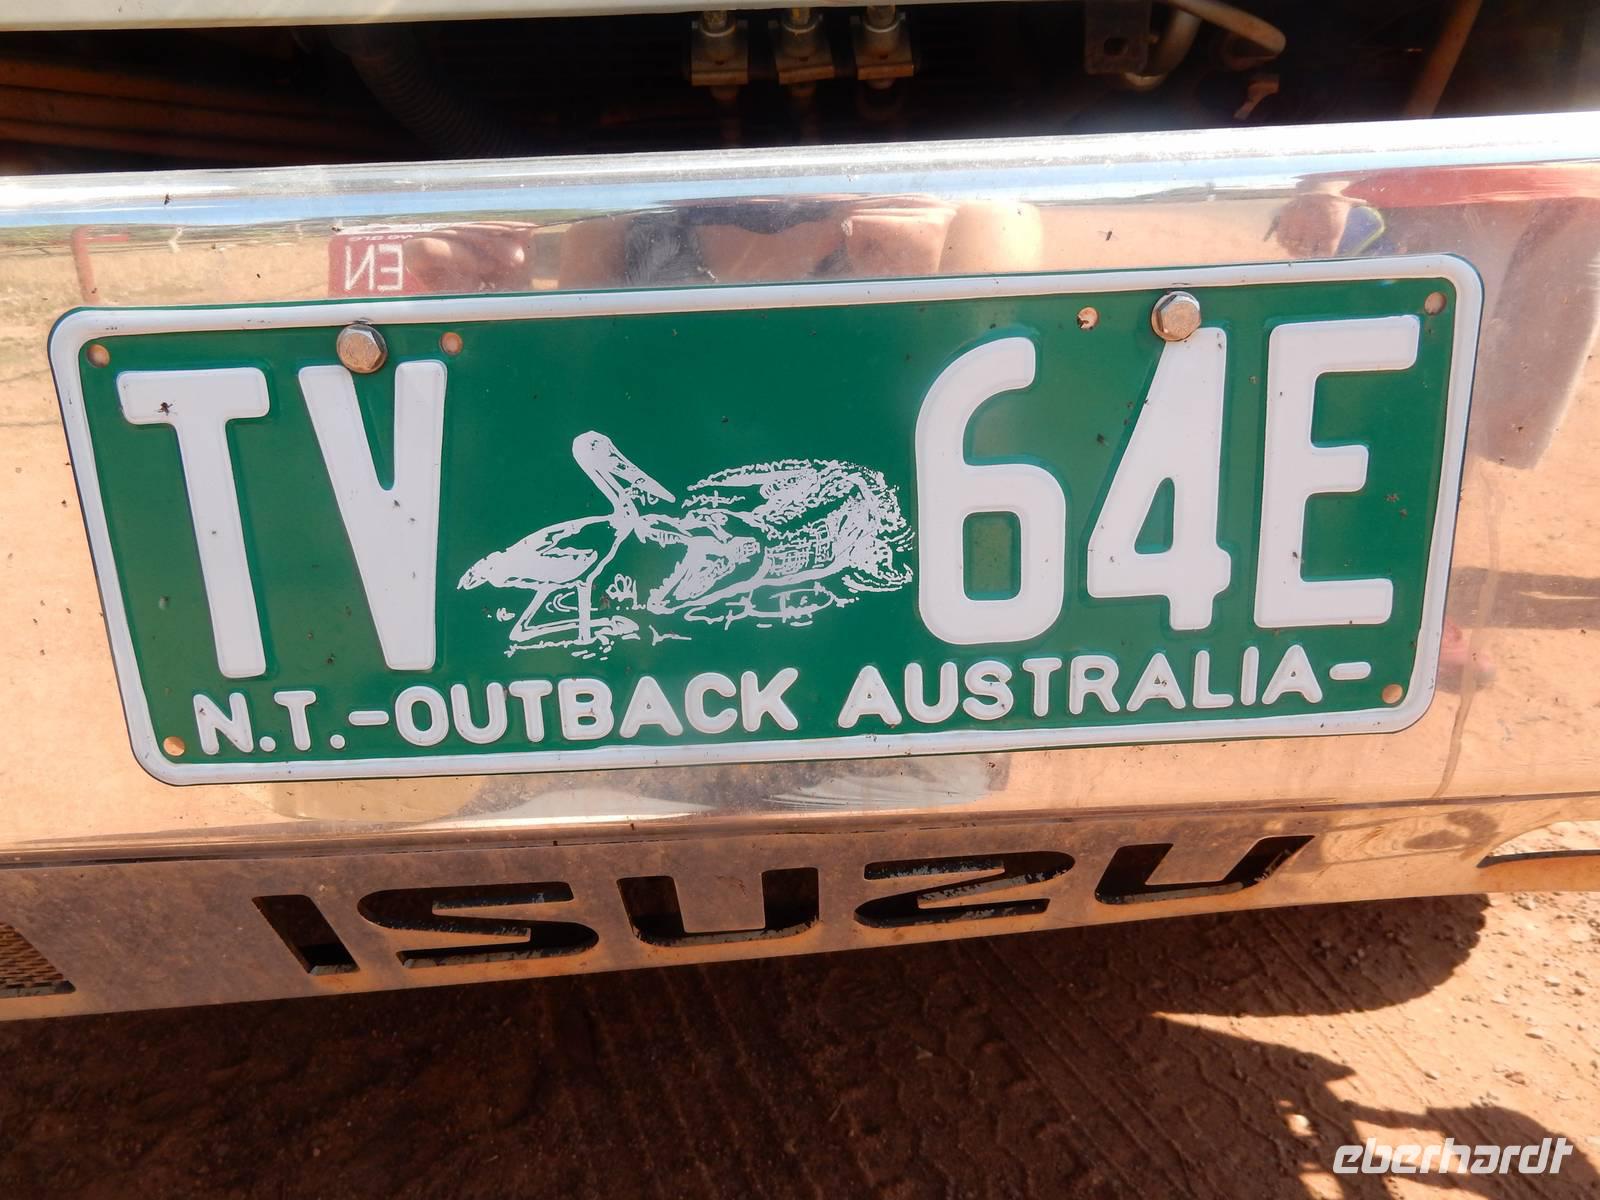 TV 64E
N.T.-OUTBACK AUSTRALIA-
ISUZU
eberhardt